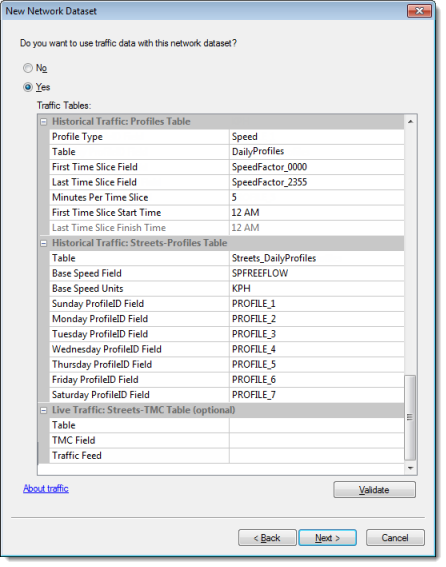 New Network Dataset
Do you want to use traffic data with this network dataset?
No
Yes
Traffic Tables:
Historical Traffic: Profiles Table
Profile Type Speed
Table DailyProfiles
First Time Slice Field SpeedFactor_0000
Last Time Slice Field SpeedFactor_2355
Minutes Per Time Slice 5
First Time Slice Start Time 12 AM
Last Time Slice Finish Time 12 AM
Historical Traffic: Streets-Profiles Table
Table Streets_DailyProfiles
Base Speed Field SPFREEFLOW
Base Speed Units KPH
Sunday ProfileID Field PROFILE_1
Monday ProfileID Field PROFILE_2
Tuesday ProfileID Field PROFILE_3
Wednesday ProfileID Field PROFILE_4
Thursday ProfileID Field PROFILE_5
Friday ProfileID Field PROFILE_6
Saturday ProfileID Field PROFILE_7
Live Traffic: Streets-TMC Table (optional)
Table
TMC Field
Traffic Feed
About traffic
Validate
< Back Next > Cancel